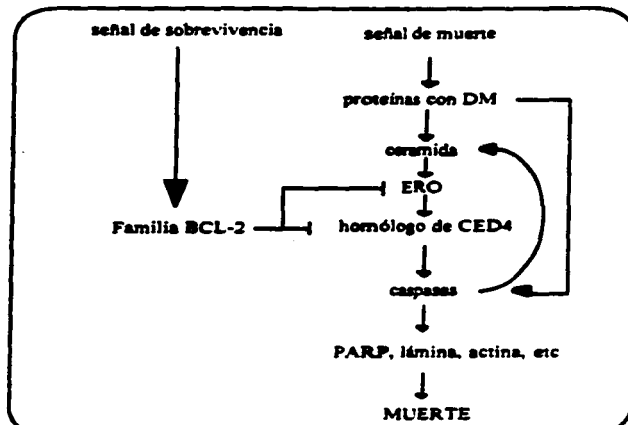 señal de sobrevivencia
señal de muerte
proteínas con DM
ceramida
ERO
Familia BCL-2
homólogo de CED4
caspasas
PARP, lámina, actina, etc
MUERTE